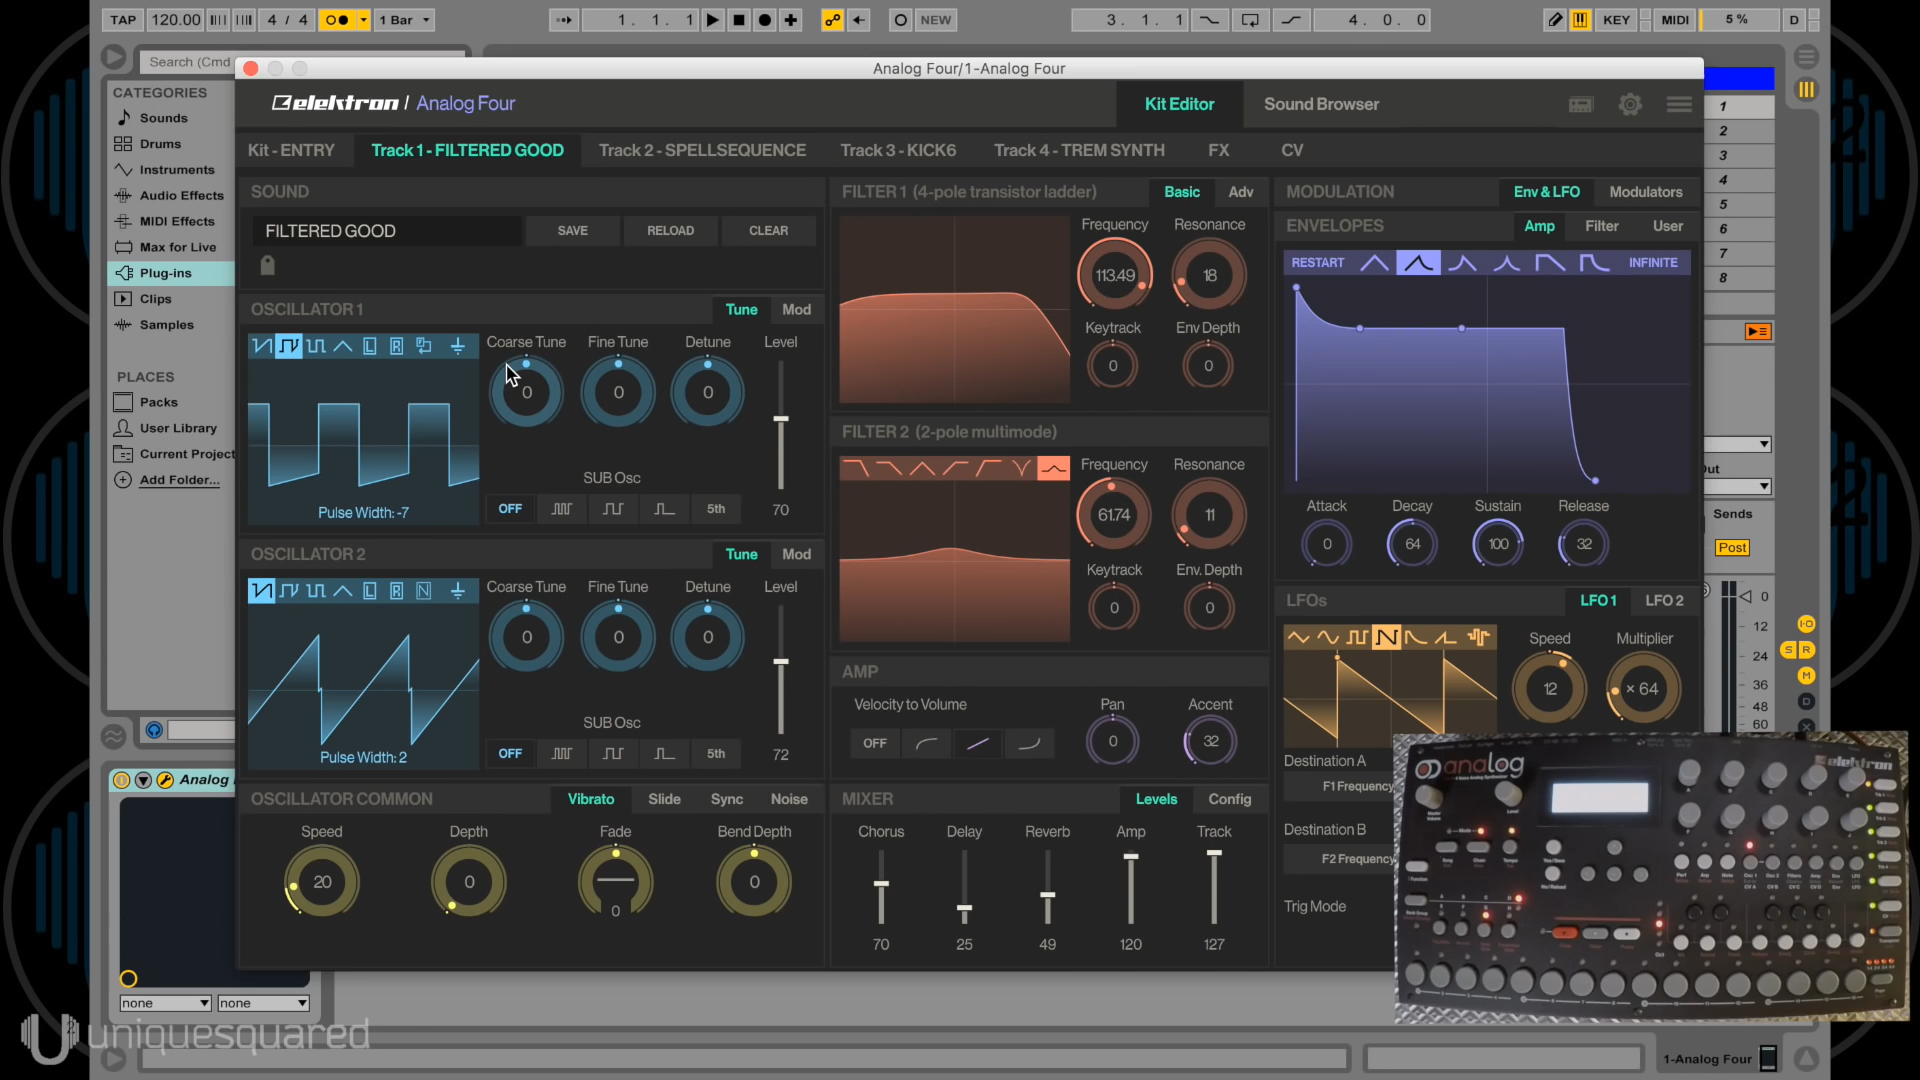 TAP 120.00 4 / 4 1 Bar 1. 1. 1 NEW 3. 1. 1 4. 0. 0 KEY MIDI 5 % D
Search (Cmd
Analog Four/1-Analog Four
CATEGORIES
Sounds
Drums
Instruments
Audio Effects
MIDI Effects
Max for Live
Plug-ins
Clips
Samples
PLACES
Packs
User Library
Current Project
Add Folder...
elektron / Analog Four Kit Editor Sound Browser
Kit - ENTRY Track 1 - FILTERED GOOD Track 2 - SPELLSEQUENCE Track 3 - KICK6 Track 4 - TREM SYNTH FX CV
SOUND
FILTERED GOOD SAVE RELOAD CLEAR
OSCILLATOR 1 Tune Mod
Coarse Tune Fine Tune Detune Level
0 0 0
SUB Osc
OFF 5th 70
Pulse Width: -7
OSCILLATOR 2 Tune Mod
Coarse Tune Fine Tune Detune Level
0 0 0
SUB Osc
OFF 5th 72
Pulse Width: 2
OSCILLATOR COMMON Vibrato Slide Sync Noise
Speed Depth Fade Bend Depth
20 0 0 0
FILTER 1 (4-pole transistor ladder) Basic Adv
Frequency Resonance
113.49 18
Keytrack Env Depth
0 0
FILTER 2 (2-pole multimode)
Frequency Resonance
61.74 11
Keytrack Env. Depth
0 0
AMP
Velocity to Volume Pan Accent
OFF 0 32
MIXER Levels Config
Chorus Delay Reverb Amp Track
70 25 49 120 127
MODULATION Env & LFO Modulators
ENVELOPES Amp Filter User
RESTART INFINITE
Attack Decay Sustain Release
0 64 100 32
LFOs LFO 1 LFO 2
Speed Multiplier
12 × 64
Destination A
F1 Frequency
Destination B
F2 Frequency
Trig Mode
1
2
3
4
5
6
7
8
Out
Sends
Post
0
12
24
36
48
60
I·O
S R
M
D
X
Analog
none none
analog
elektron
uniquesquared
1-Analog Four